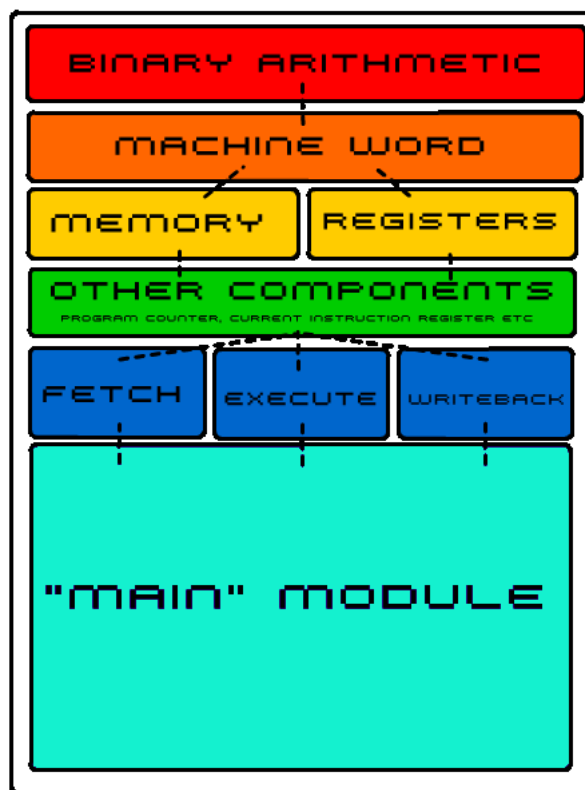 BINARY ARITHMETIC
MACHINE WORD
MEMORY
REGISTERS
OTHER COMPONENTS
PROGRAM COUNTER, CURRENT INSTRUCTION REGISTER ETC
FETCH
EXECUTE
WRITEBACK
"MAIN" MODULE